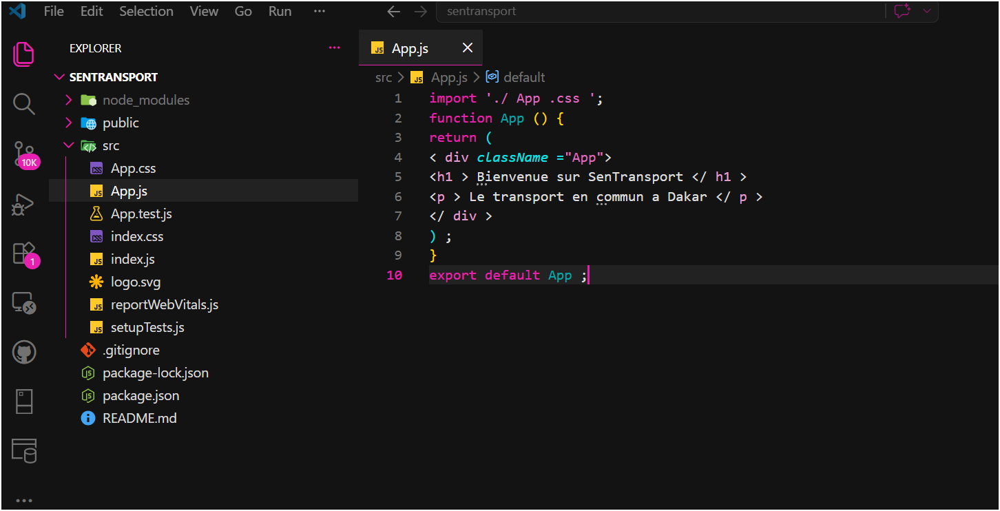 File Edit Selection View Go Run ···
sentransport
EXPLORER ···
SENTRANSPORT
node_modules
public
src
App.css
App.js
App.test.js
index.css
index.js
logo.svg
reportWebVitals.js
setupTests.js
.gitignore
package-lock.json
package.json
README.md
10K
1
App.js
src > App.js > default
1 import './ App .css ';
2 function App () {
3 return (
4 < div className ="App">
5 <h1 > Bienvenue sur SenTransport </ h1 >
6 <p > Le transport en commun a Dakar </ p >
7 </ div >
8 ) ;
9 }
10 export default App ;